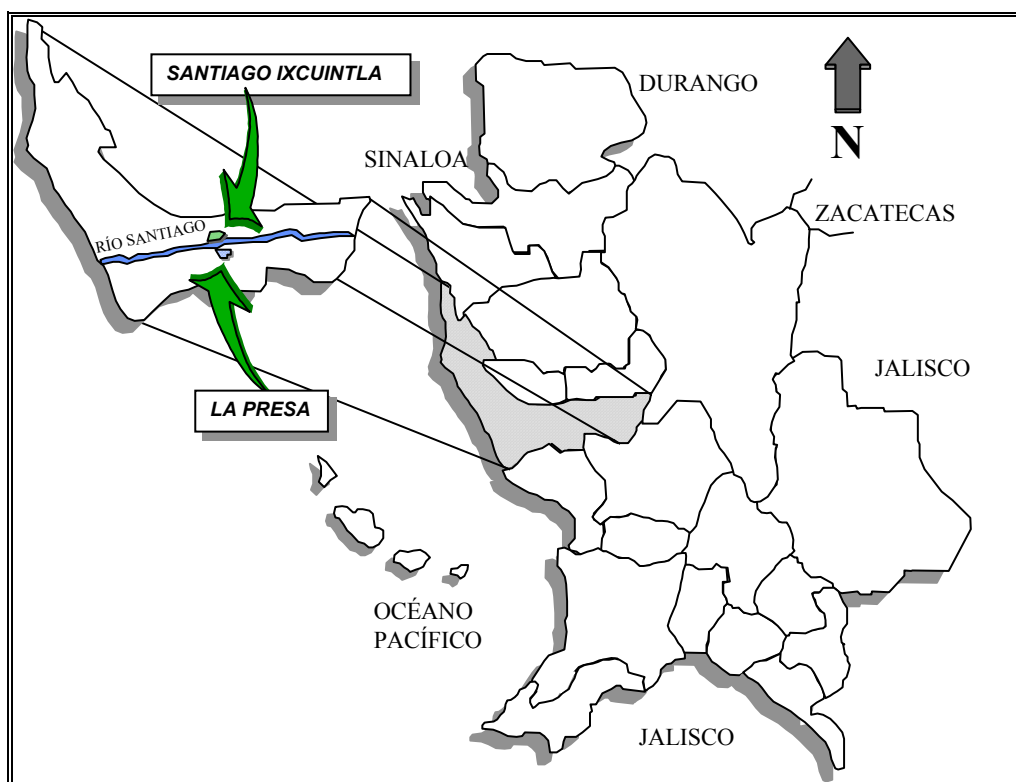 SANTIAGO IXCUINTLA
DURANGO
N
SINALOA
ZACATECAS
RÍO SANTIAGO
JALISCO
LA PRESA
OCÉANO
PACÍFICO
JALISCO